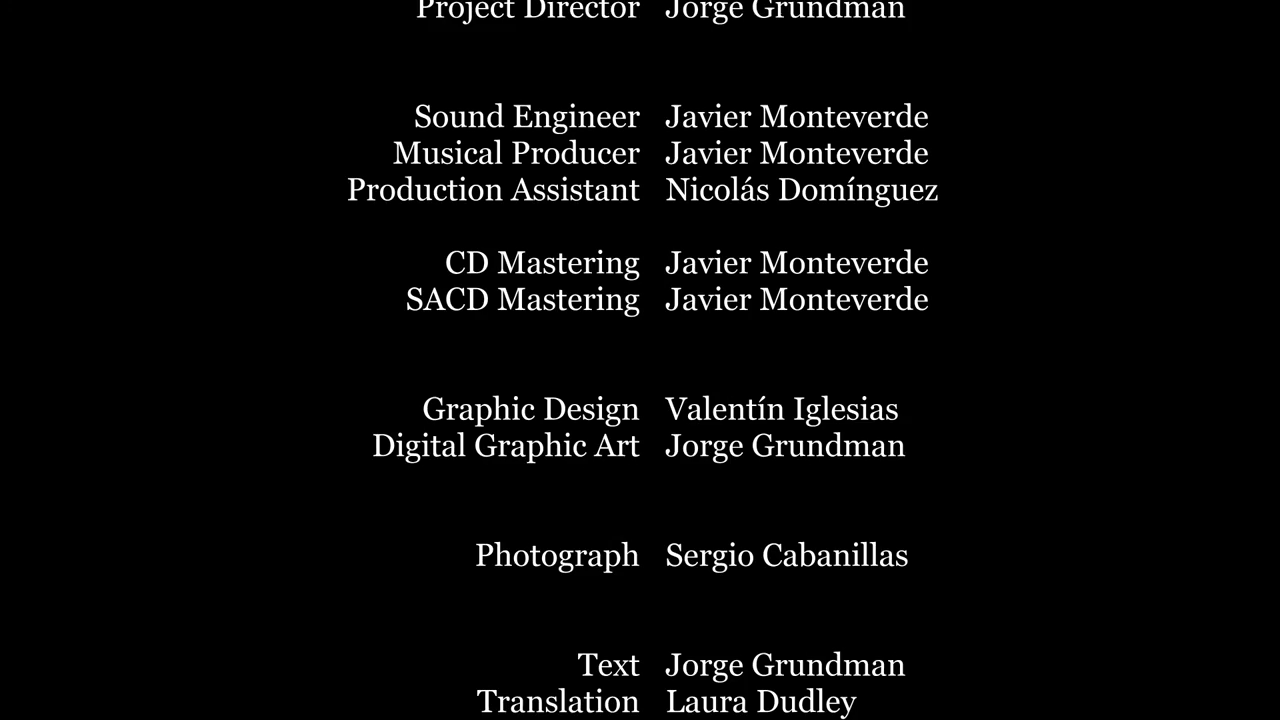 Project Director Jorge Grundman
Sound Engineer Javier Monteverde
Musical Producer Javier Monteverde
Production Assistant Nicolás Domínguez
CD Mastering Javier Monteverde
SACD Mastering Javier Monteverde
Graphic Design Valentín Iglesias
Digital Graphic Art Jorge Grundman
Photograph Sergio Cabanillas
Text Jorge Grundman
Translation Laura Dudley